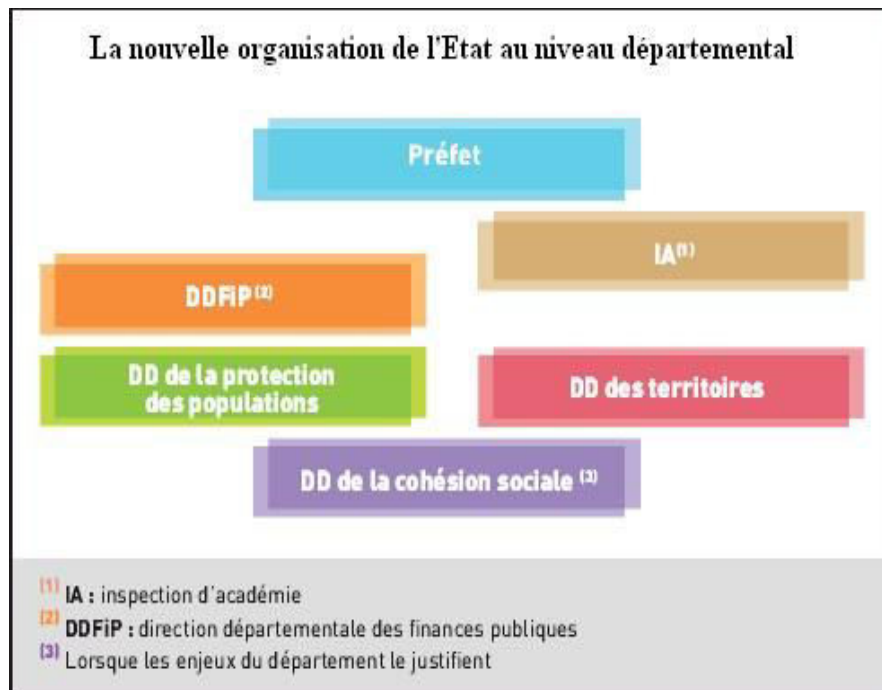 La nouvelle organisation de l'Etat au niveau départemental
Préfet
IA(1)
DDFiP (2)
DD de la protection
des populations
DD des territoires
DD de la cohésion sociale (3)
(1) IA : inspection d'académie
(2) DDFiP : direction départementale des finances publiques
(3) Lorsque les enjeux du département le justifient